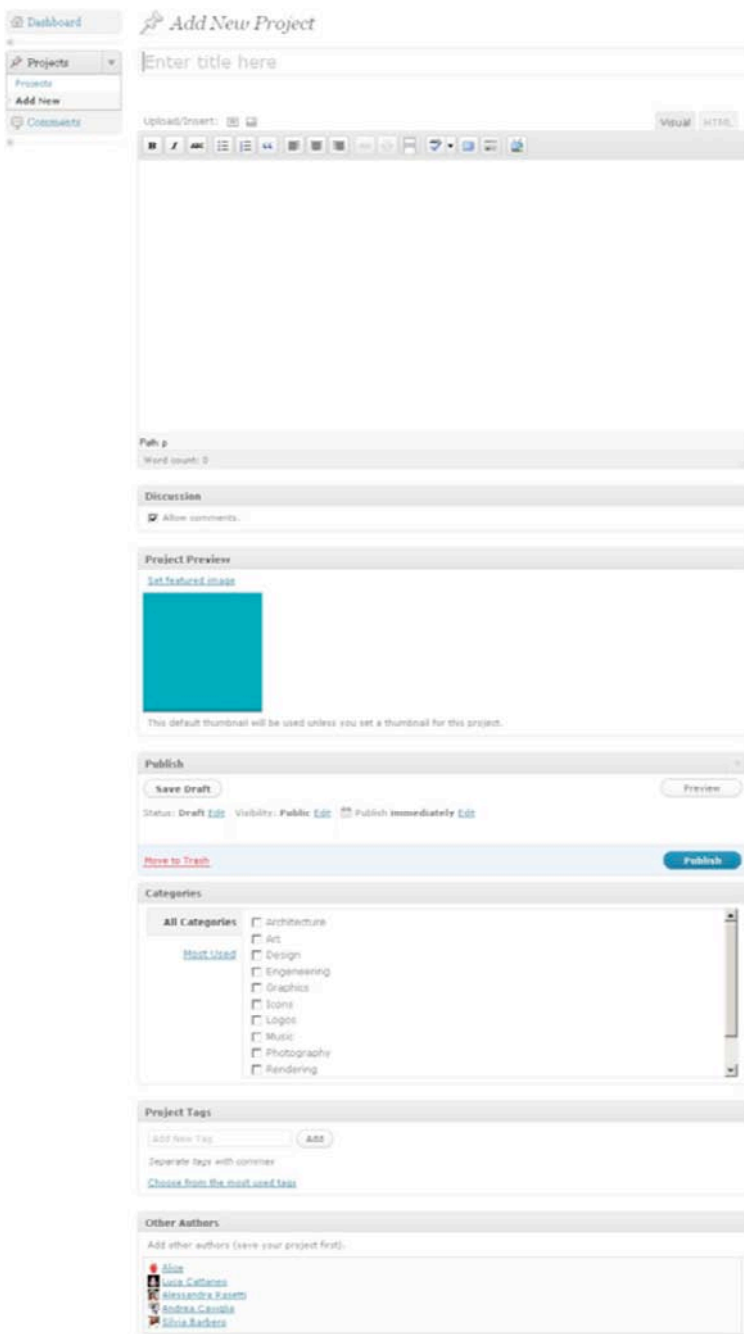 Dashboard
Add New Project
Projects
Enter title here
Projects
Add New
Comments
Upload/Insert:
Visual HTML
B I ABC
Path: p
Word count: 0
Discussion
Allow comments.
Project Preview
Set featured image
This default thumbnail will be used unless you set a thumbnail for this project.
Publish
Save Draft Preview
Status: Draft Edit Visibility: Public Edit Publish immediately Edit
Move to Trash Publish
Categories
All Categories Architecture
Art
Most Used Design
Engeneering
Graphics
Icons
Logos
Music
Photography
Rendering
Project Tags
Add New Tag Add
Separate tags with commas
Choose from the most used tags
Other Authors
Add other authors (save your project first).
Alice
Luca Cattaneo
Alessandra Rasetti
Andrea Caviglia
Silvia Barbero